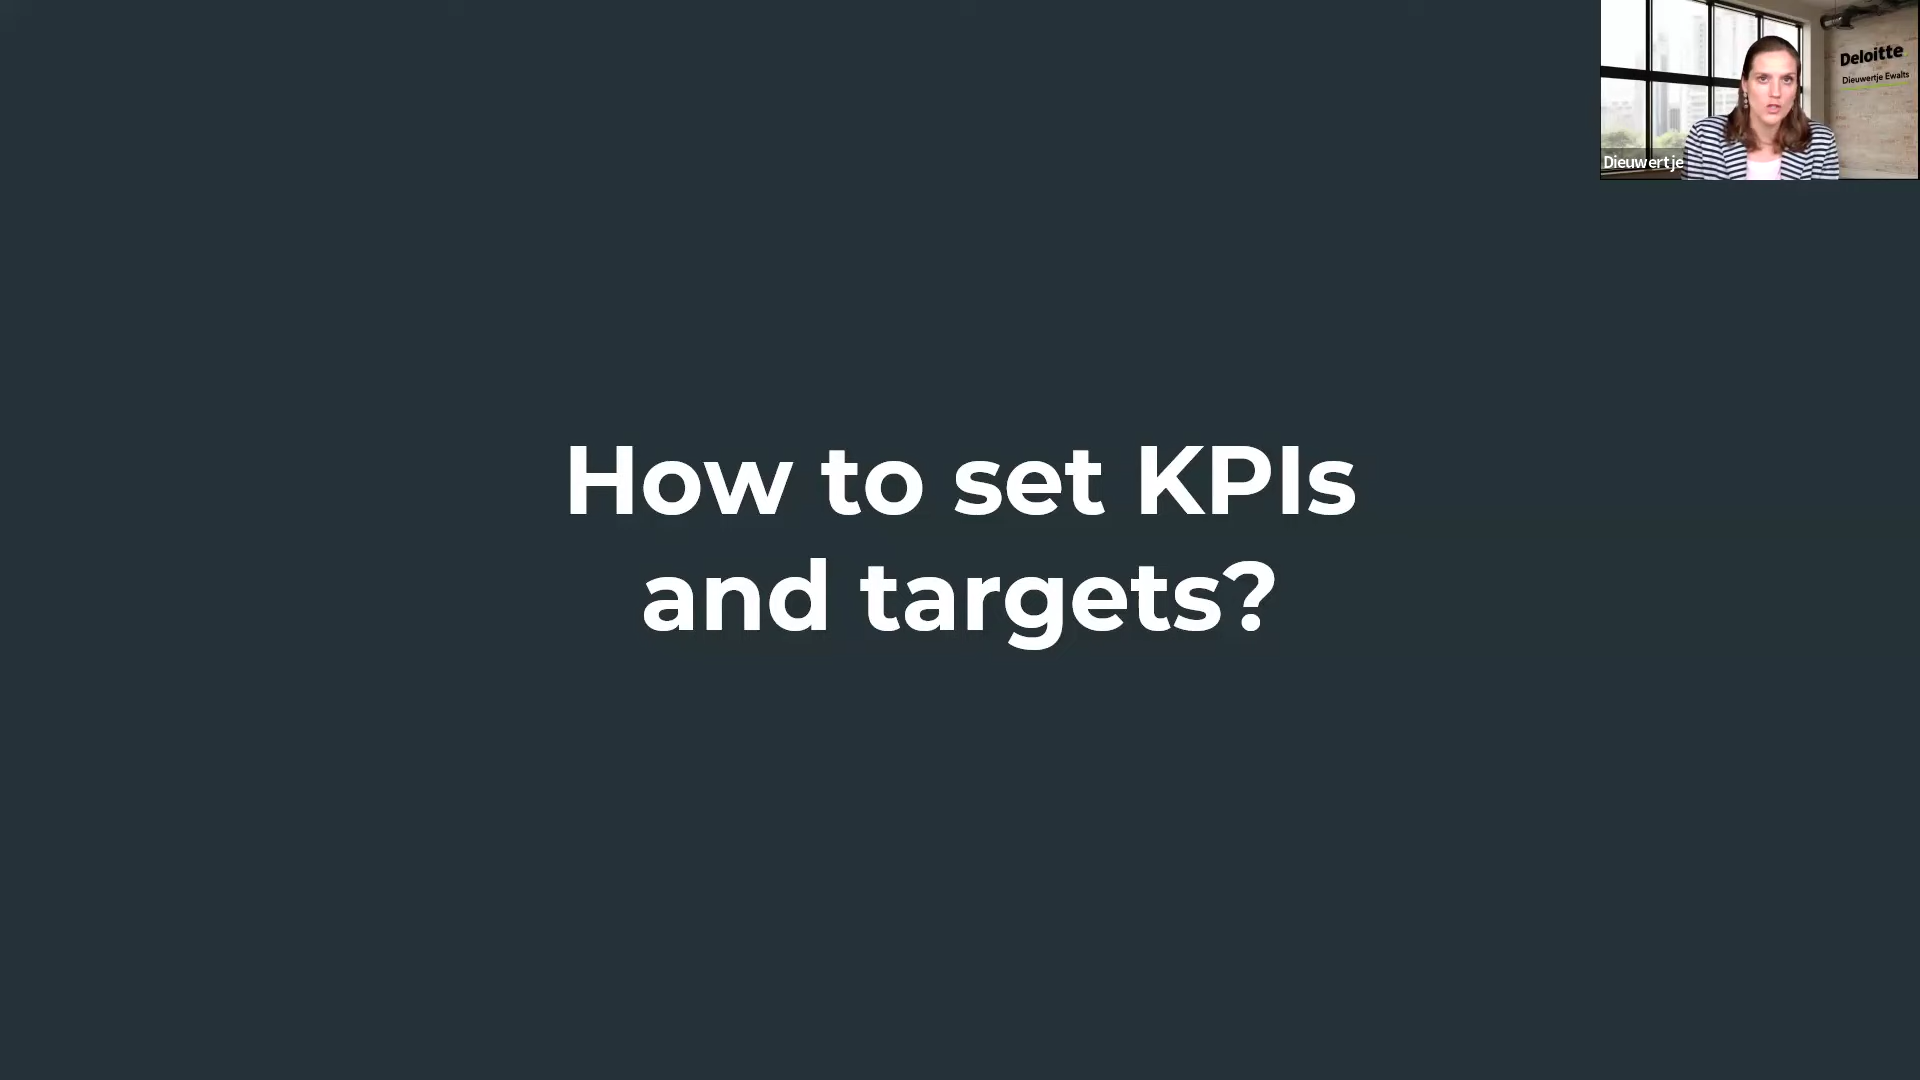 Deloitte.
Dieuwertje Ewalts
Dieuwertje
How to set KPIs
and targets?